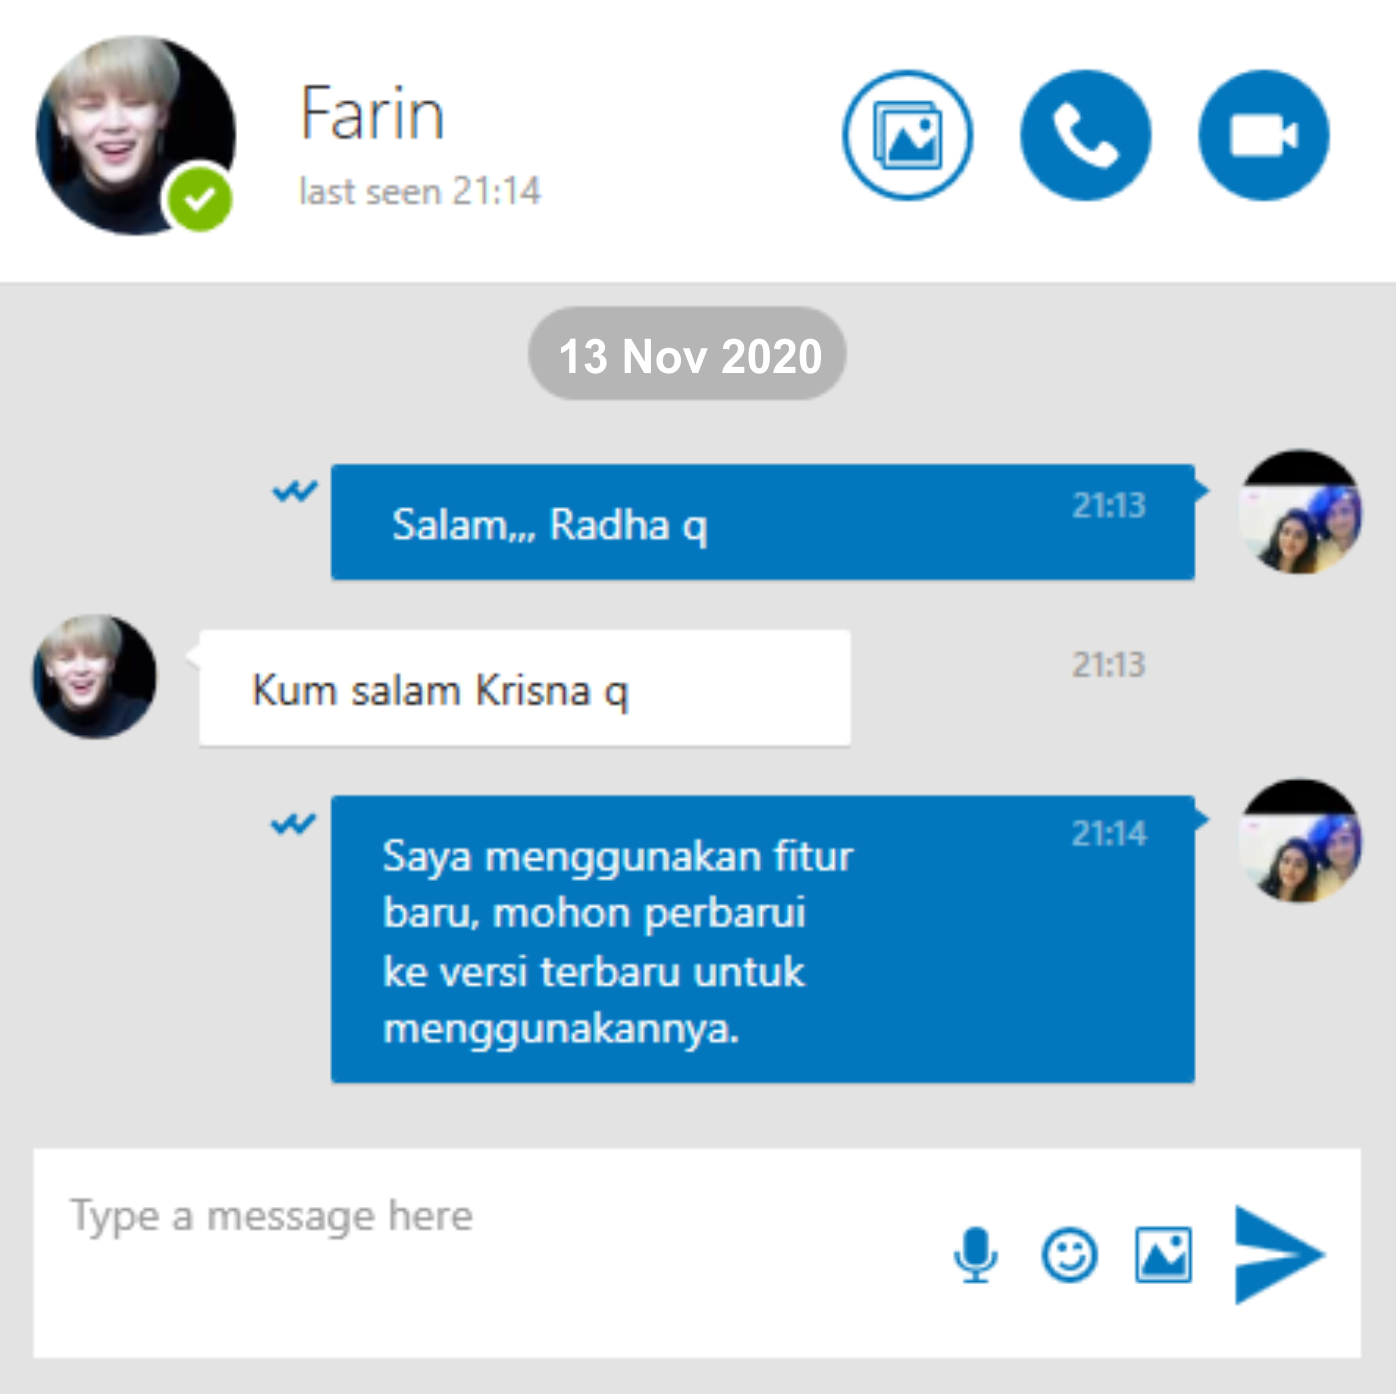 Farin
last seen 21:14
13 Nov 2020
Salam,,, Radha q
21:13
Kum salam Krisna q
21:13
Saya menggunakan fitur
21:14
baru, mohon perbarui
ke versi terbaru untuk
menggunakannya.
Type a message here